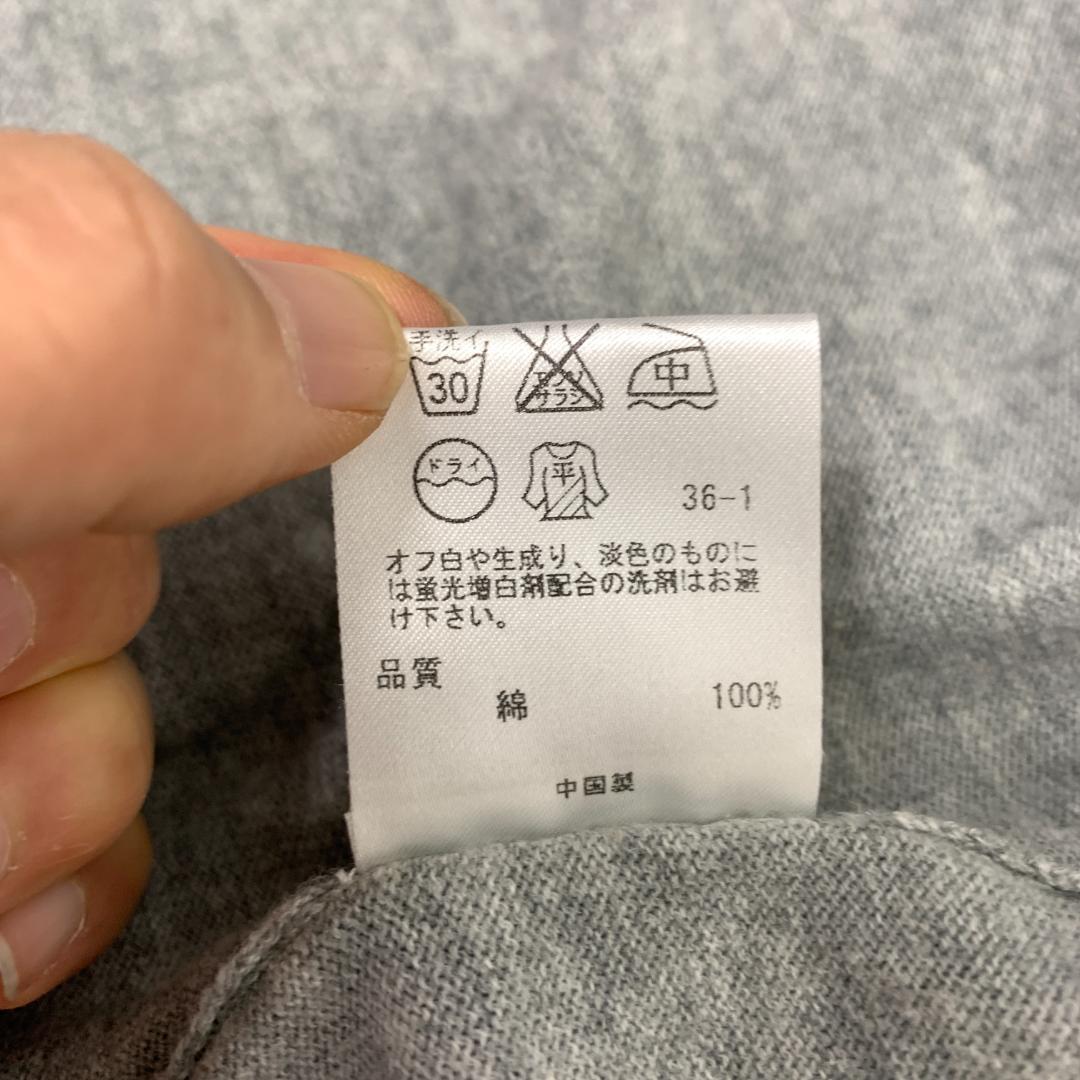 手洗イ
30
エンソ
サラシ
中
ドライ
平
36-1
オフ白や生成り、淡色のものに
は蛍光増白剤配合の洗剤はお避
け下さい。
品質
綿 100%
中国製